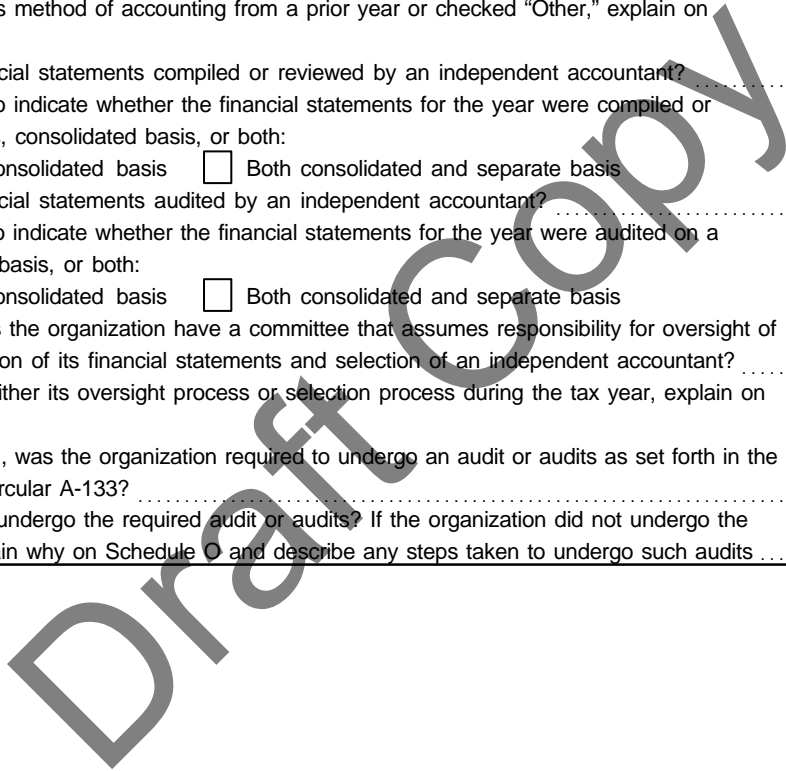 s method of accounting from a prior year or checked “Other,” explain on
cial statements compiled or reviewed by an independent accountant?
o indicate whether the financial statements for the year were compiled or
, consolidated basis, or both:
onsolidated basis Both consolidated and separate basis
cial statements audited by an independent accountant?
o indicate whether the financial statements for the year were audited on a
basis, or both:
onsolidated basis Both consolidated and separate basis
s the organization have a committee that assumes responsibility for oversight of
on of its financial statements and selection of an independent accountant?
ither its oversight process or selection process during the tax year, explain on
, was the organization required to undergo an audit or audits as set forth in the
rcular A-133?
undergo the required audit or audits? If the organization did not undergo the
in why on Schedule O and describe any steps taken to undergo such audits
Draft Copy